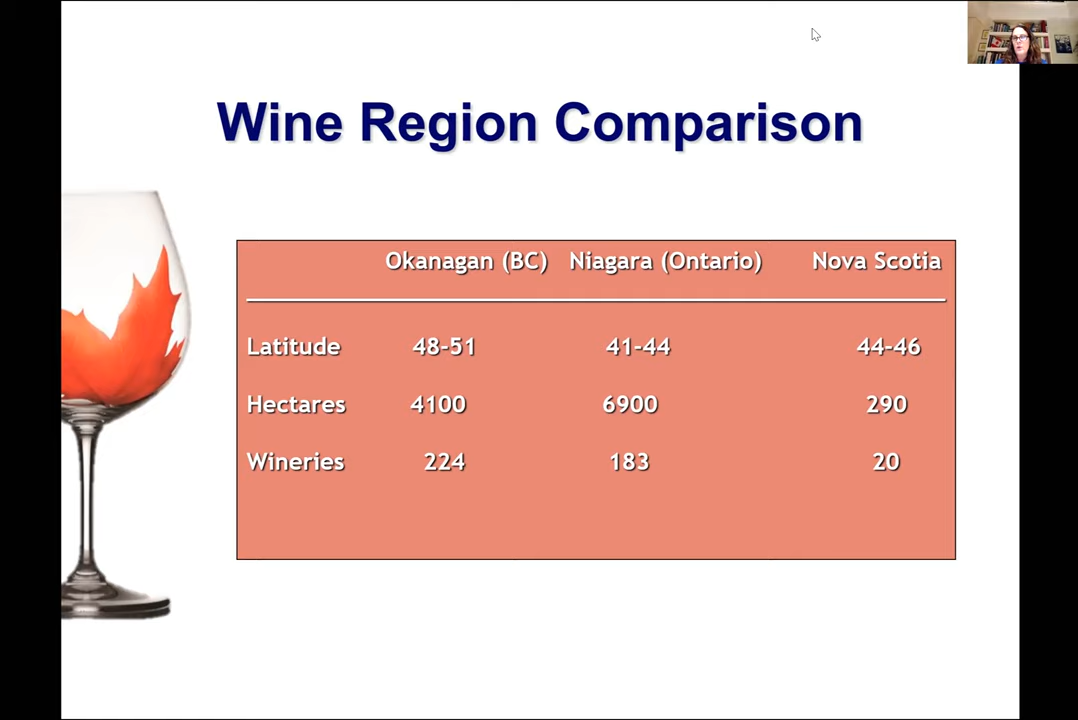 Wine Region Comparison
Okanagan (BC) Niagara (Ontario) Nova Scotia
Latitude 48-51 41-44 44-46
Hectares 4100 6900 290
Wineries 224 183 20